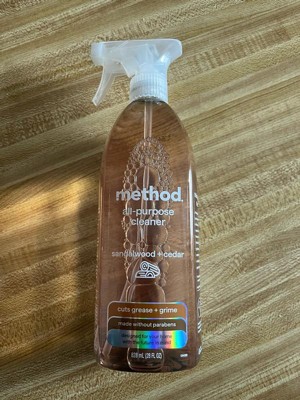 method.
all-purpose
cleaner
sandalwood + cedar
cuts grease + grime
made without parabens
828 mL (28 FL OZ)